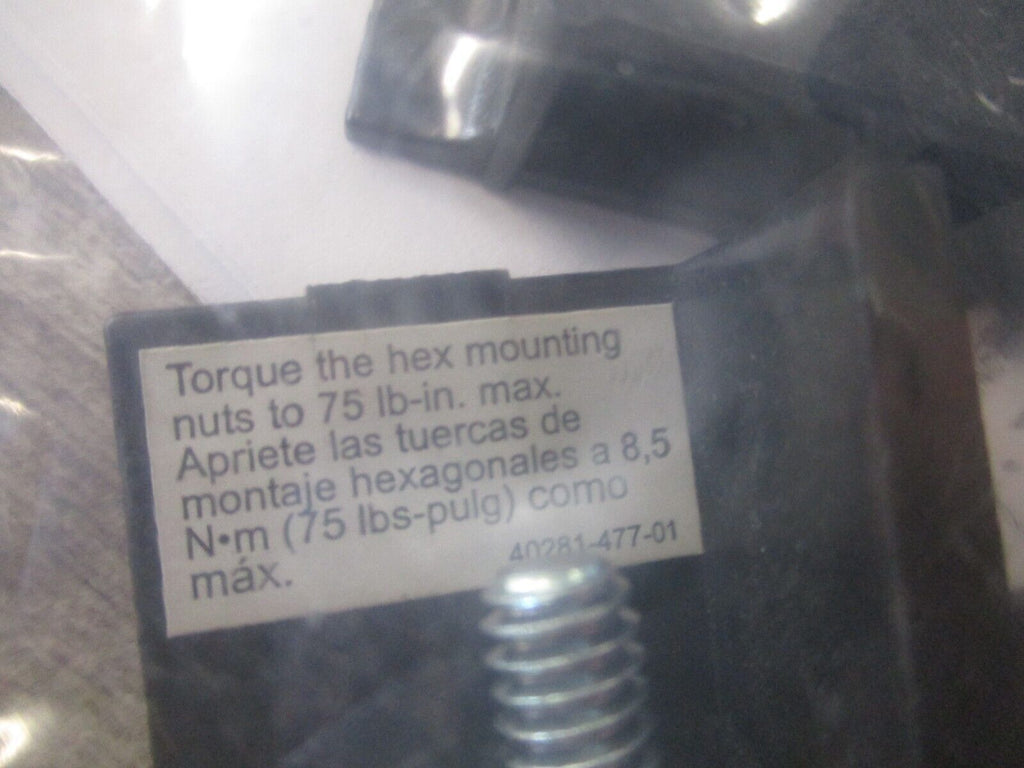 Torque the hex mounting
nuts to 75 lb-in. max.
Apriete las tuercas de
montaje hexagonales a 8,5
N•m (75 lbs-pulg) como
máx.
40281-477-01